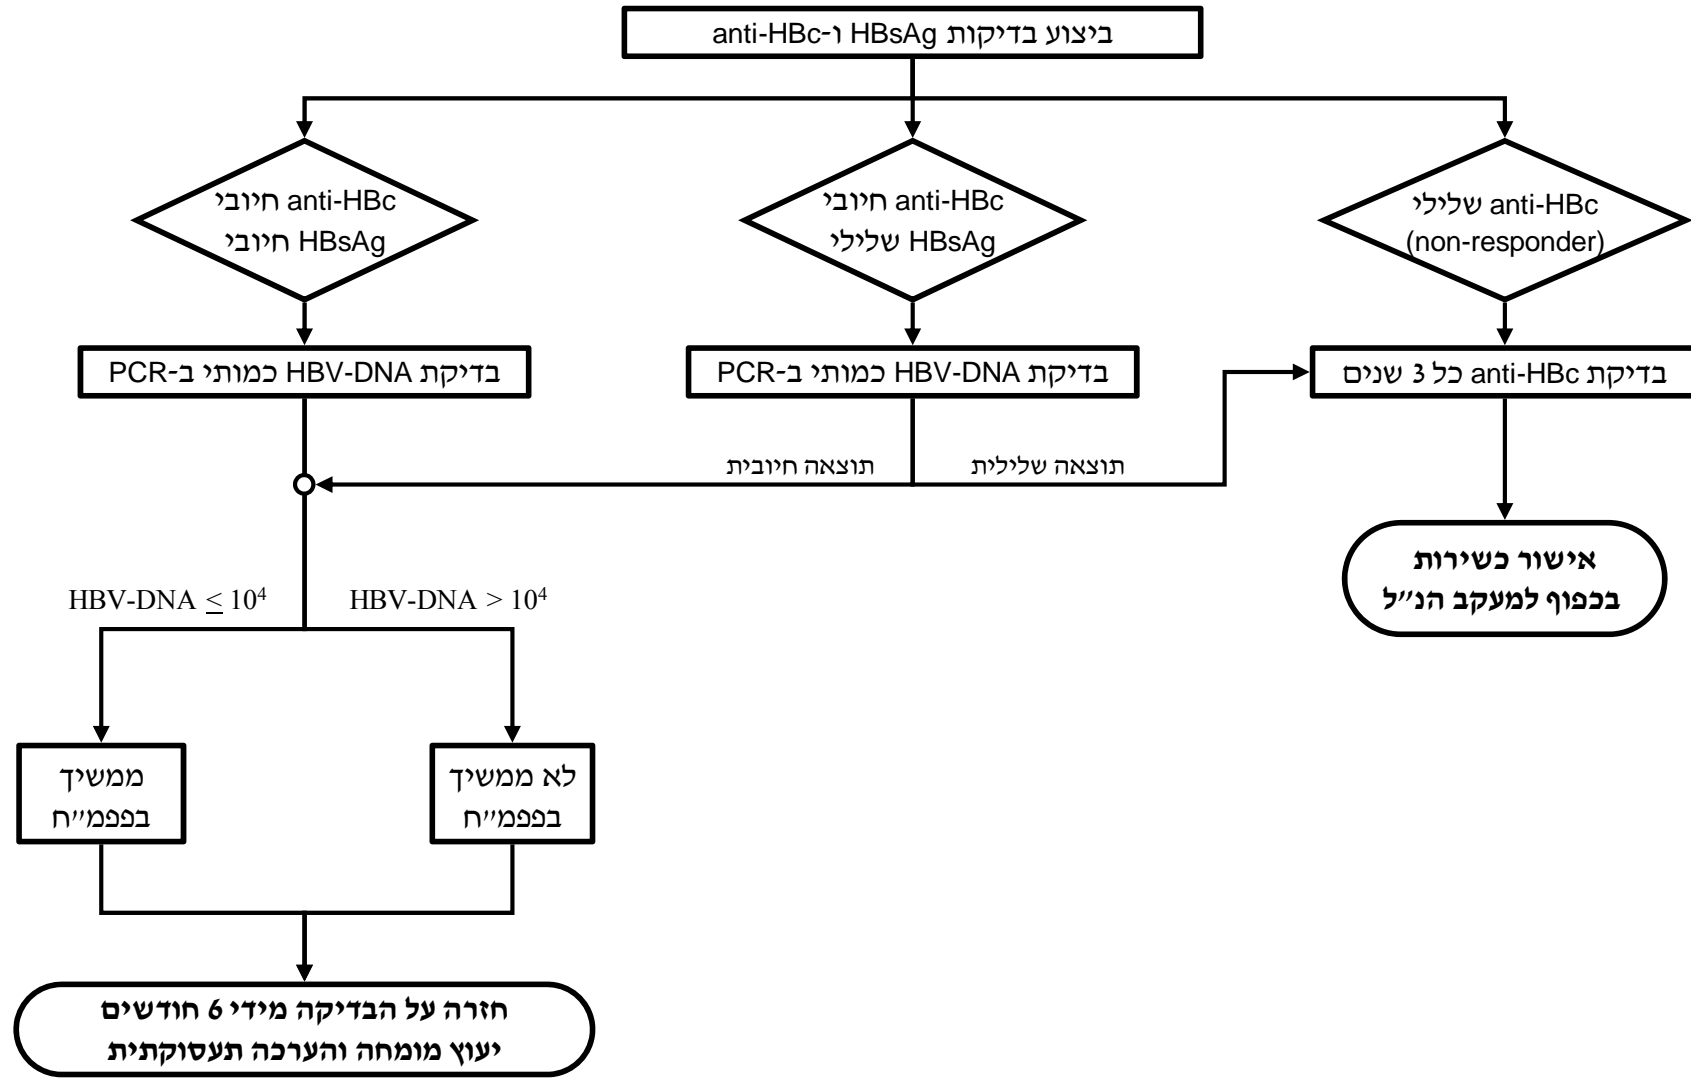 ביצוע בדיקות HBsAg ו-anti-HBc
anti-HBc שלילי
(non-responder)
anti-HBc חיובי
HBsAg שלילי
anti-HBc חיובי
HBsAg חיובי
בדיקת anti-HBc כל 3 שנים
בדיקת HBV-DNA כמותי ב-PCR
בדיקת HBV-DNA כמותי ב-PCR
תוצאה שלילית
תוצאה חיובית
אישור כשירות
בכפוף למעקב הנ״ל
HBV-DNA > 10⁴
HBV-DNA ≤ 10⁴
לא ממשיך
בפפמ״ח
ממשיך
בפפמ״ח
חזרה על הבדיקה מידי 6 חודשים
יעוץ מומחה והערכה תעסוקתית